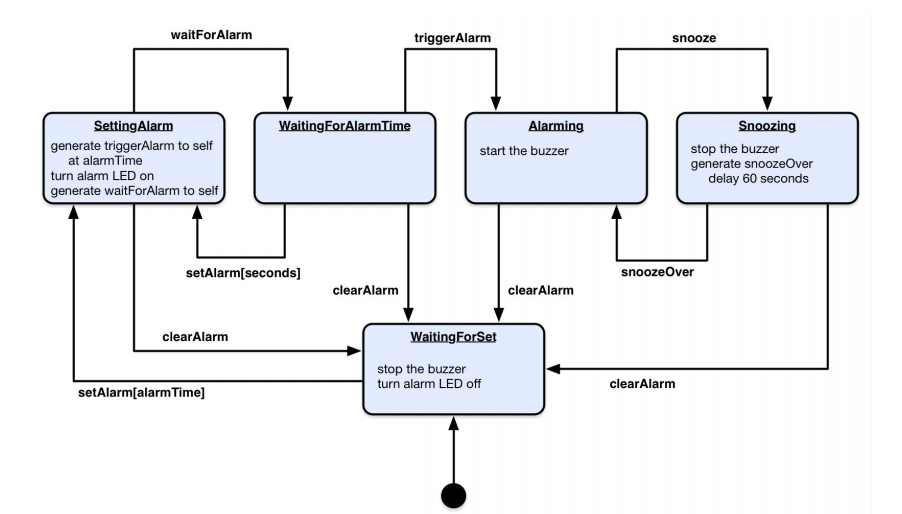 waitForAlarm
triggerAlarm
snooze
SettingAlarm
generate triggerAlarm to self
at alarmTime
turn alarm LED on
generate waitForAlarm to self
WaitingForAlarmTime
Alarming
start the buzzer
Snoozing
stop the buzzer
generate snoozeOver
delay 60 seconds
setAlarm[seconds]
snoozeOver
clearAlarm
clearAlarm
clearAlarm
WaitingForSet
stop the buzzer
turn alarm LED off
clearAlarm
setAlarm[alarmTime]